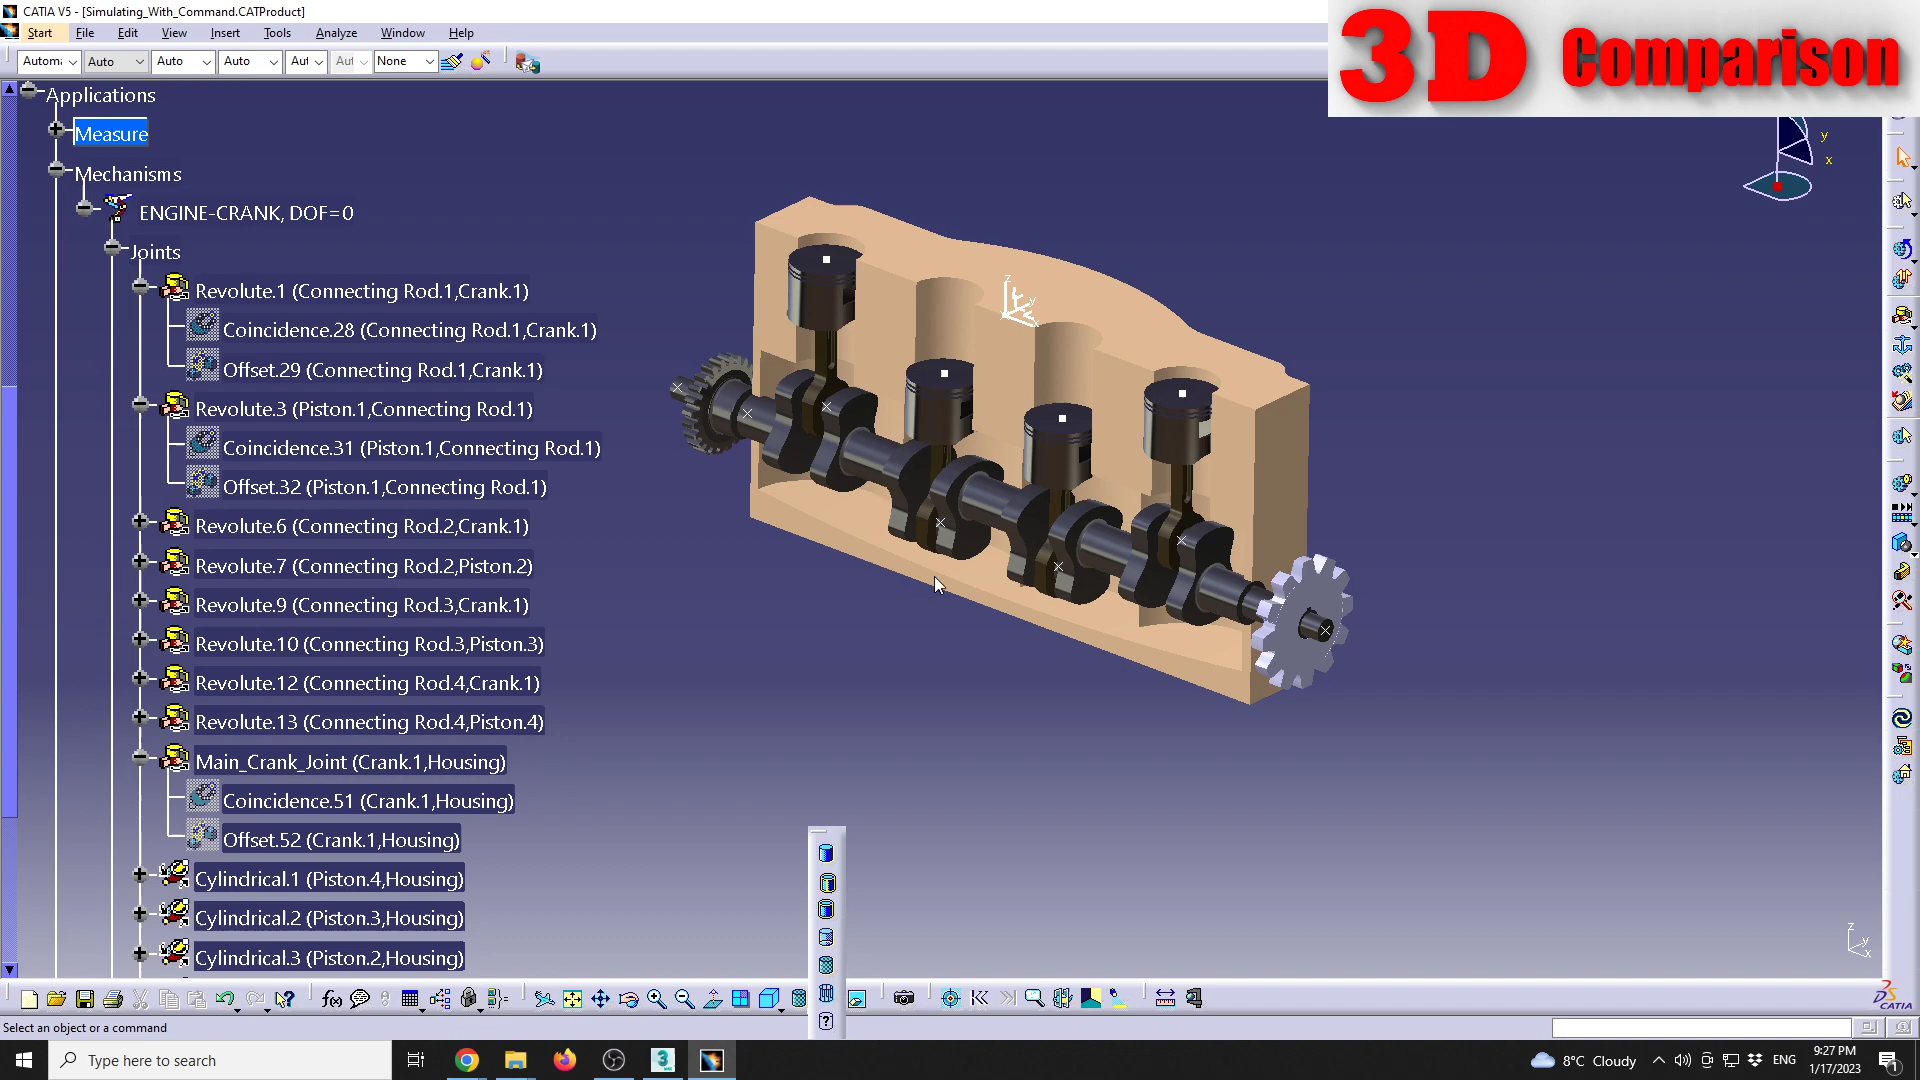 CATIA V5 - [Simulating_With_Command.CATProduct]
3D Comparison
Start File Edit View Insert Tools Analyze Window Help
Auto Auto Auto None
Applications
Measure
Mechanisms
ENGINE-CRANK, DOF=0
Joints
Revolute.1 (Connecting Rod.1,Crank.1)
Coincidence.28 (Connecting Rod.1,Crank.1)
Offset.29 (Connecting Rod.1,Crank.1)
Revolute.3 (Piston.1,Connecting Rod.1)
Coincidence.31 (Piston.1,Connecting Rod.1)
Offset.32 (Piston.1,Connecting Rod.1)
Revolute.6 (Connecting Rod.2,Crank.1)
Revolute.7 (Connecting Rod.2,Piston.2)
Revolute.9 (Connecting Rod.3,Crank.1)
Revolute.10 (Connecting Rod.3,Piston.3)
Revolute.12 (Connecting Rod.4,Crank.1)
Revolute.13 (Connecting Rod.4,Piston.4)
Main_Crank_Joint (Crank.1,Housing)
Coincidence.51 (Crank.1,Housing)
Offset.52 (Crank.1,Housing)
Cylindrical.1 (Piston.4,Housing)
Cylindrical.2 (Piston.3,Housing)
Cylindrical.3 (Piston.2,Housing)
y
x
z
y
z
y
x
f(x)
CATIA
Select an object or a command
Type here to search
8°C Cloudy
ENG
9:27 PM
1/17/2023
1